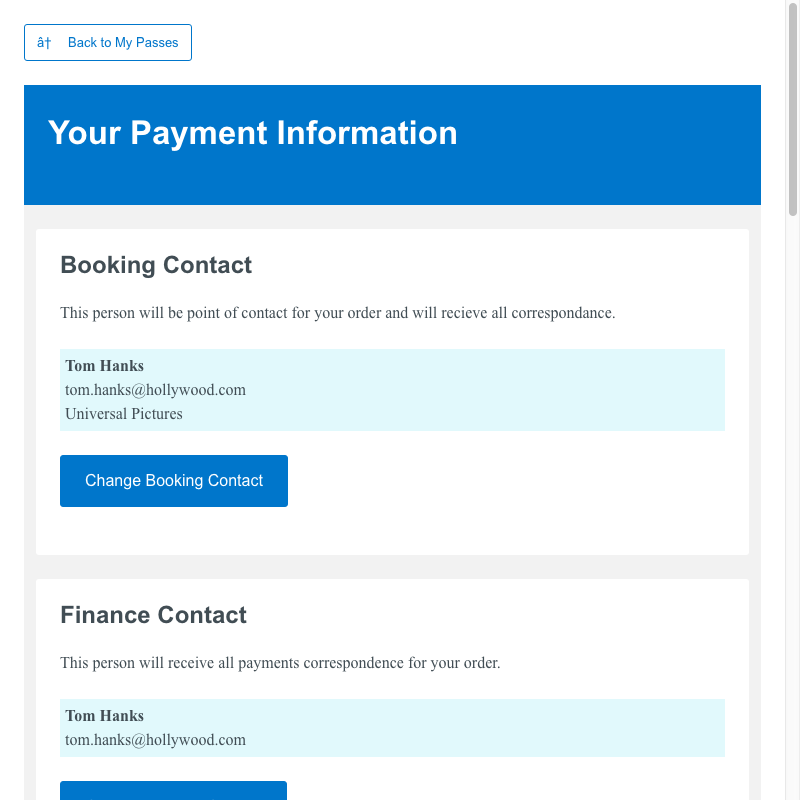 â† Back to My Passes
Your Payment Information
Booking Contact
This person will be point of contact for your order and will recieve all correspondance.
Tom Hanks
tom.hanks@hollywood.com
Universal Pictures
Change Booking Contact
Finance Contact
This person will receive all payments correspondence for your order.
Tom Hanks
tom.hanks@hollywood.com